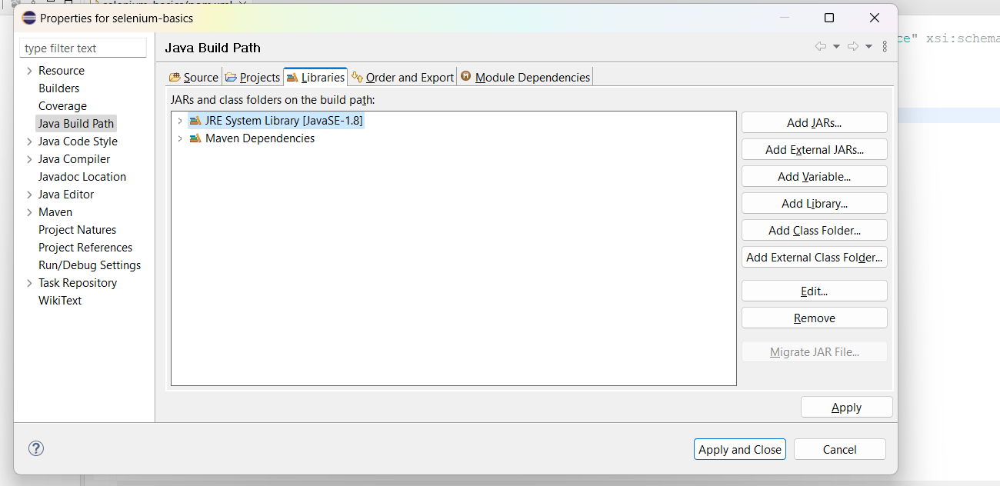 selenium-basics/pom.xml
Properties for selenium-basics
type filter text
Resource
Builders
Coverage
Java Build Path
Java Code Style
Java Compiler
Javadoc Location
Java Editor
Maven
Project Natures
Project References
Run/Debug Settings
Task Repository
WikiText
Java Build Path
Source Projects Libraries Order and Export Module Dependencies
JARs and class folders on the build path:
JRE System Library [JavaSE-1.8]
Maven Dependencies
Add JARs...
Add External JARs...
Add Variable...
Add Library...
Add Class Folder...
Add External Class Folder...
Edit...
Remove
Migrate JAR File...
Apply
Apply and Close Cancel
ce" xsi:schema